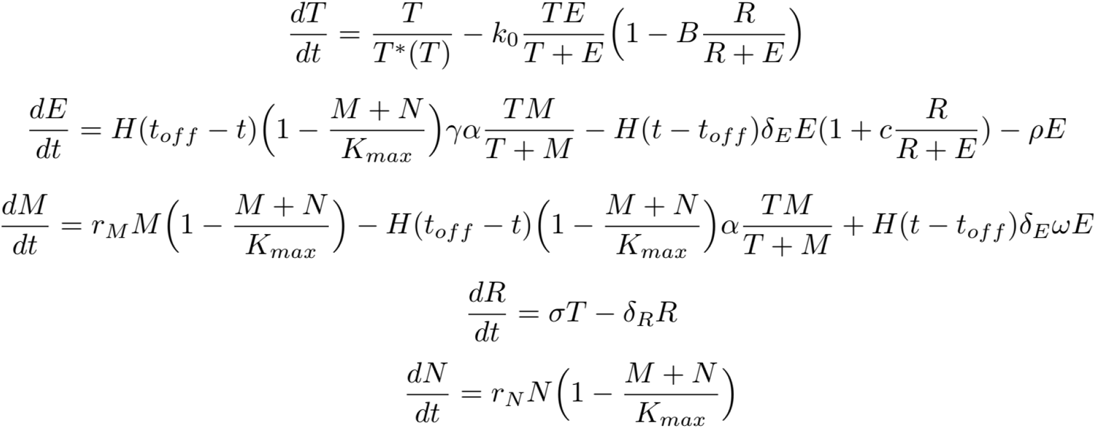 dT/dt = T/T*(T) − k₀ TE/(T + E) (1 − B R/(R + E))
dE/dt = H(t_off − t)(1 − (M + N)/K_max)γα TM/(T + M) − H(t − t_off)δ_E E(1 + c R/(R + E)) − ρE
dM/dt = r_M M(1 − (M + N)/K_max) − H(t_off − t)(1 − (M + N)/K_max)α TM/(T + M) + H(t − t_off)δ_E ωE
dR/dt = σT − δ_R R
dN/dt = r_N N(1 − (M + N)/K_max)